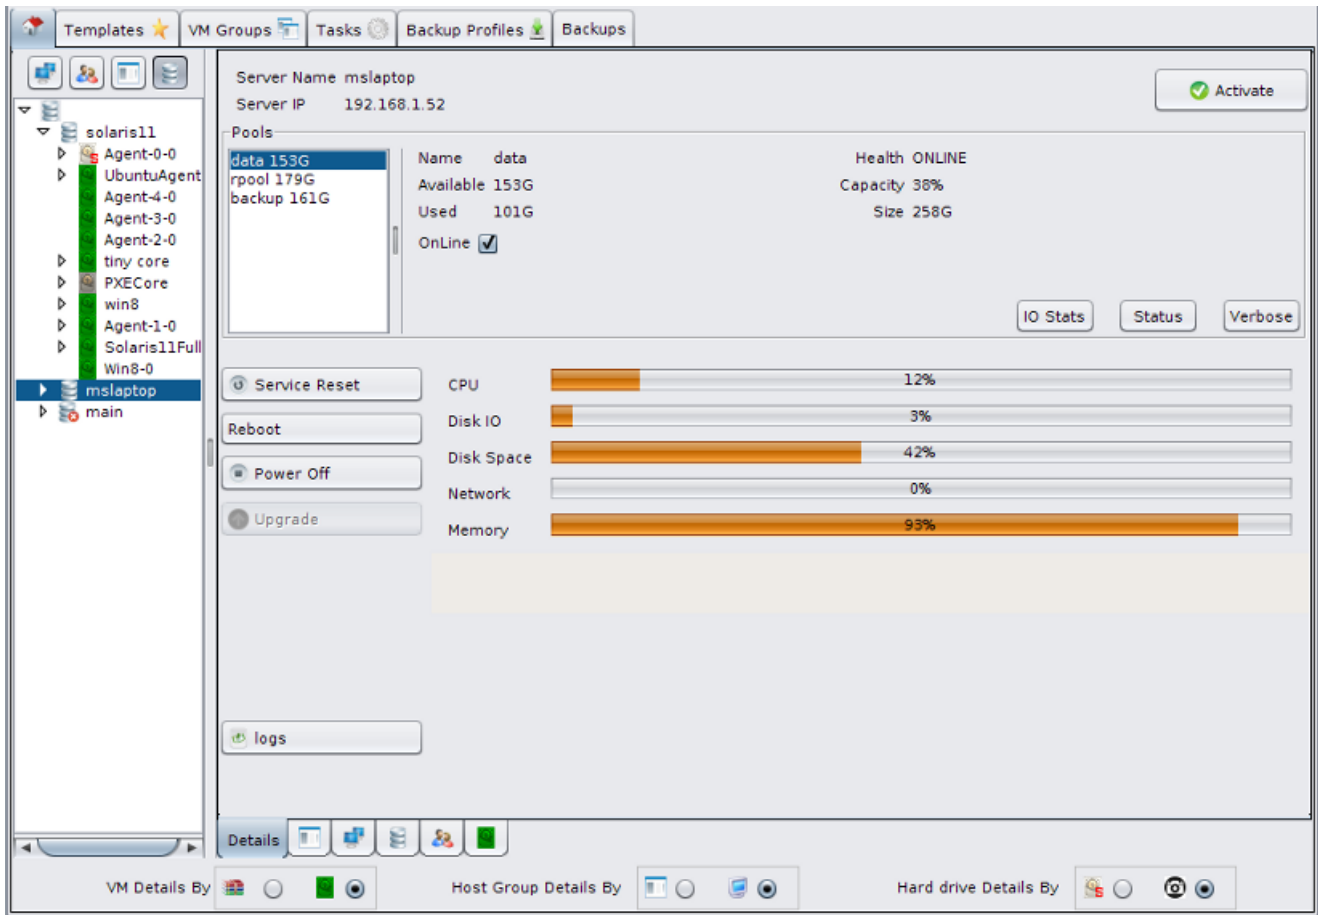 Templates VM Groups Tasks Backup Profiles Backups
Server Name mslaptop
Server IP 192.168.1.52
Activate
solaris11
Agent-0-0
UbuntuAgent
Agent-4-0
Agent-3-0
Agent-2-0
tiny core
PXECore
win8
Agent-1-0
Solaris11Full
Win8-0
mslaptop
main
Pools
data 153G
rpool 179G
backup 161G
Name data
Available 153G
Used 101G
OnLine
Health ONLINE
Capacity 38%
Size 258G
IO Stats Status Verbose
Service Reset
Reboot
Power Off
Upgrade
CPU 12%
Disk IO 3%
Disk Space 42%
Network 0%
Memory 93%
logs
Details
VM Details By Host Group Details By Hard drive Details By